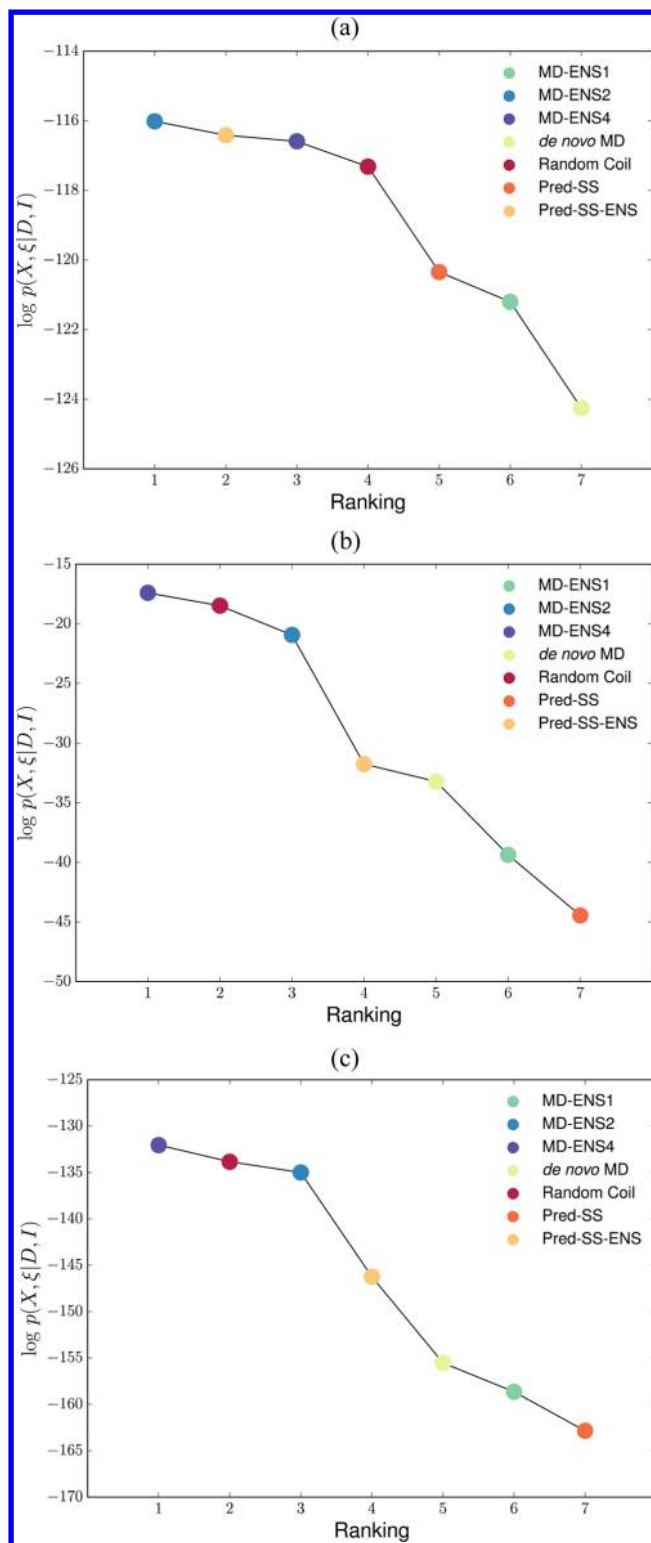 (a)
−114
−116
−118
−120
−122
−124
−126
log p(X, ξ|D, I)
MD-ENS1
MD-ENS2
MD-ENS4
de novo MD
Random Coil
Pred-SS
Pred-SS-ENS
1 2 3 4 5 6 7
Ranking
(b)
−15
−20
−25
−30
−35
−40
−45
−50
log p(X, ξ|D, I)
MD-ENS1
MD-ENS2
MD-ENS4
de novo MD
Random Coil
Pred-SS
Pred-SS-ENS
1 2 3 4 5 6 7
Ranking
(c)
−125
−130
−135
−140
−145
−150
−155
−160
−165
−170
log p(X, ξ|D, I)
MD-ENS1
MD-ENS2
MD-ENS4
de novo MD
Random Coil
Pred-SS
Pred-SS-ENS
1 2 3 4 5 6 7
Ranking